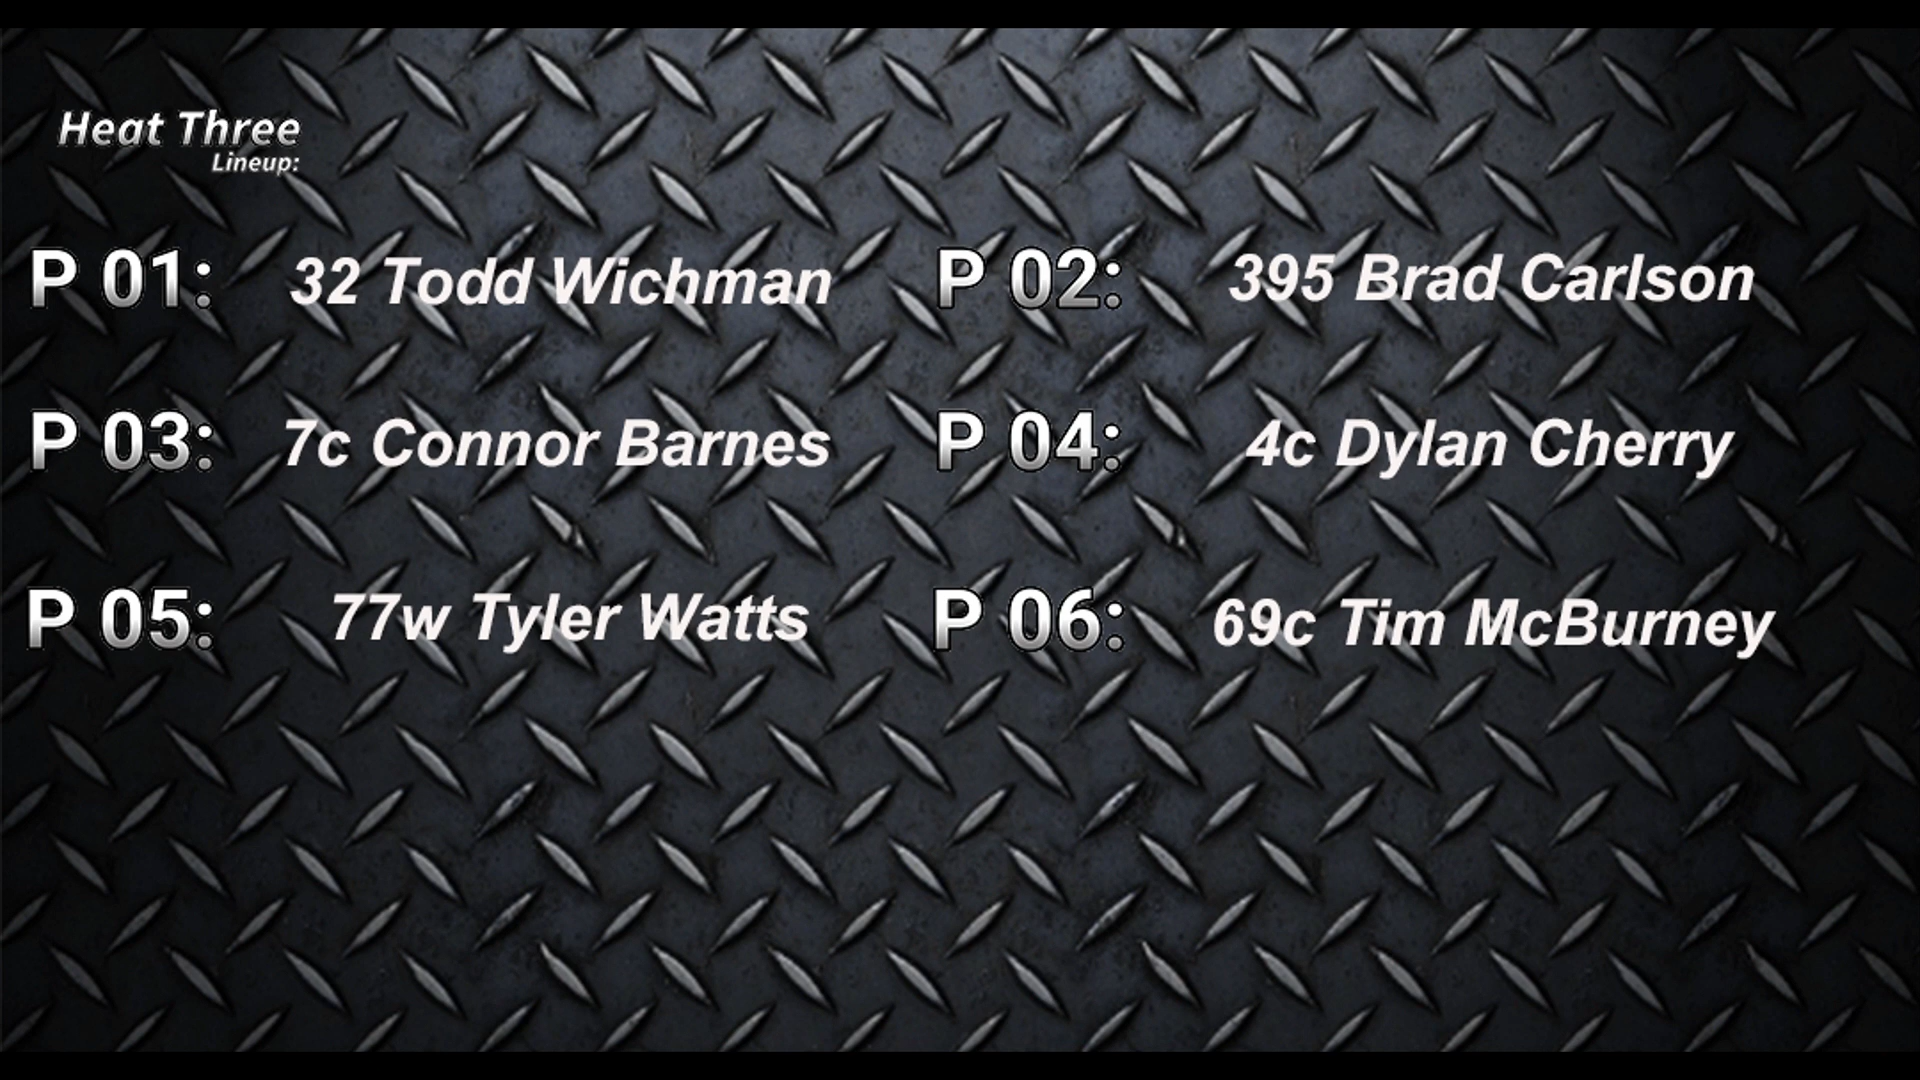 Heat Three
Lineup:
P 01: 32 Todd Wichman P 02: 395 Brad Carlson
P 03: 7c Connor Barnes P 04: 4c Dylan Cherry
P 05: 77w Tyler Watts P 06: 69c Tim McBurney